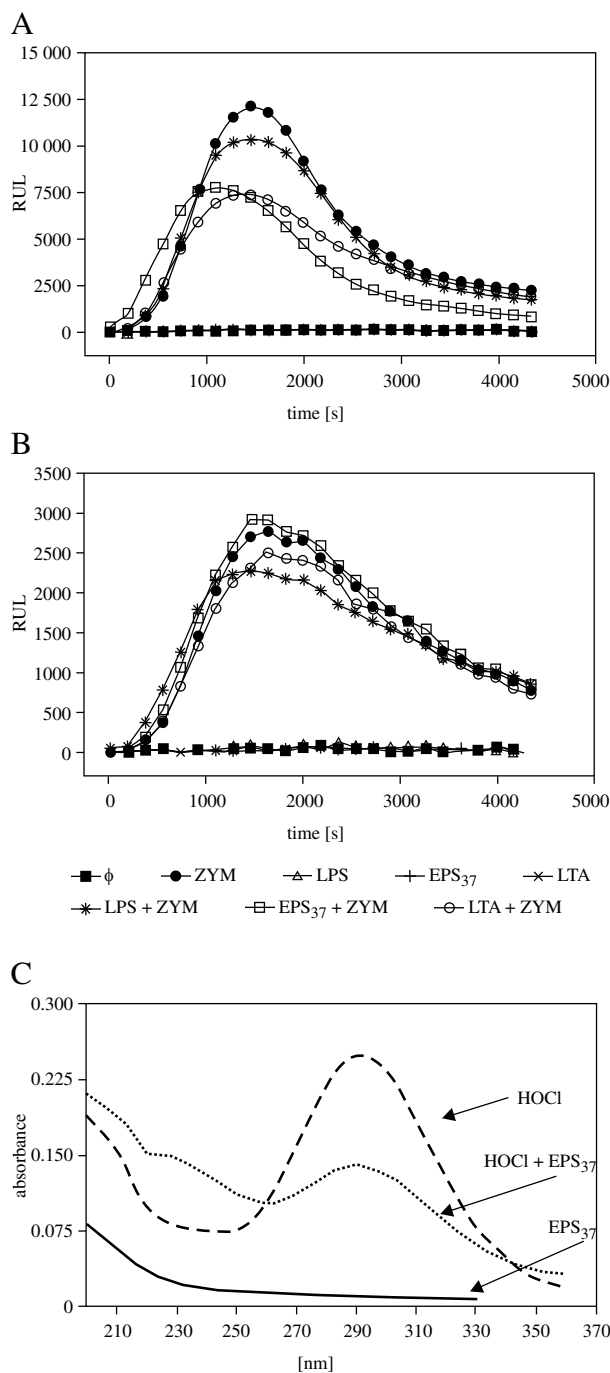 A
15 000
12 500
10 000
7500
5000
2500
0
RUL
0 1000 2000 3000 4000 5000
time [s]
B
3500
3000
2500
2000
1500
1000
500
0
RUL
0 1000 2000 3000 4000 5000
time [s]
ϕ ZYM LPS EPS37 LTA
LPS + ZYM EPS37 + ZYM LTA + ZYM
C
0.300
0.225
0.150
0.075
0
absorbance
HOCl
HOCl + EPS37
EPS37
210 230 250 270 290 310 330 350 370
[nm]